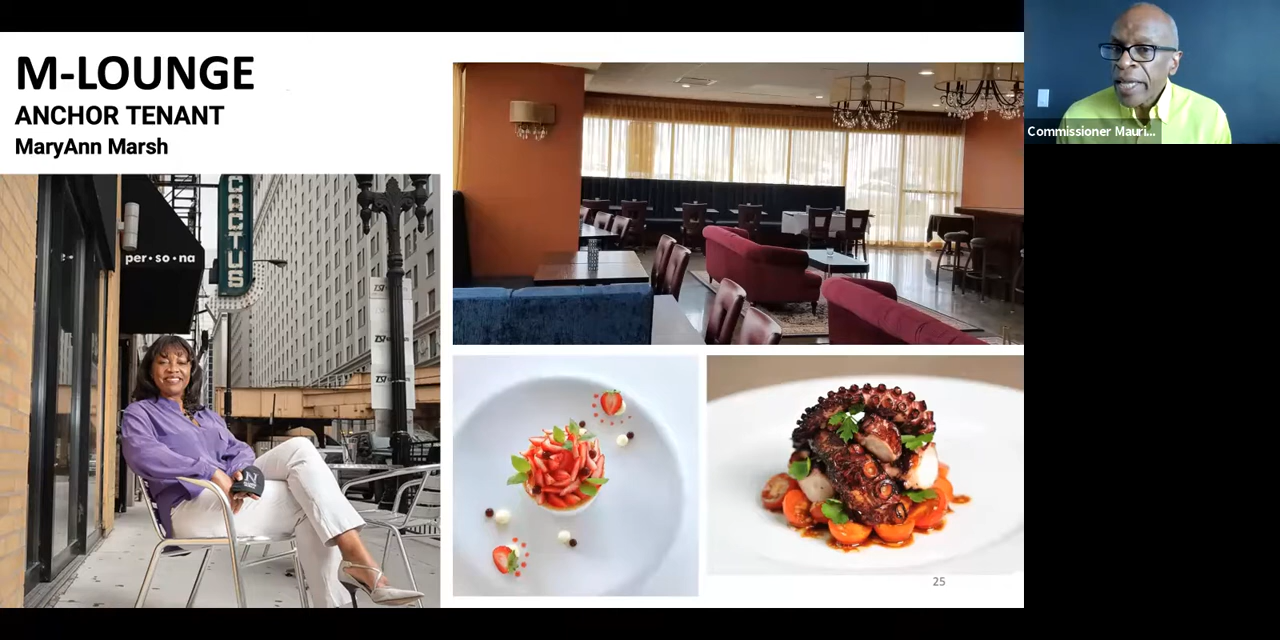 M-LOUNGE
ANCHOR TENANT
MaryAnn Marsh
Commissioner Mauri...
CACTUS
per·so·na
25